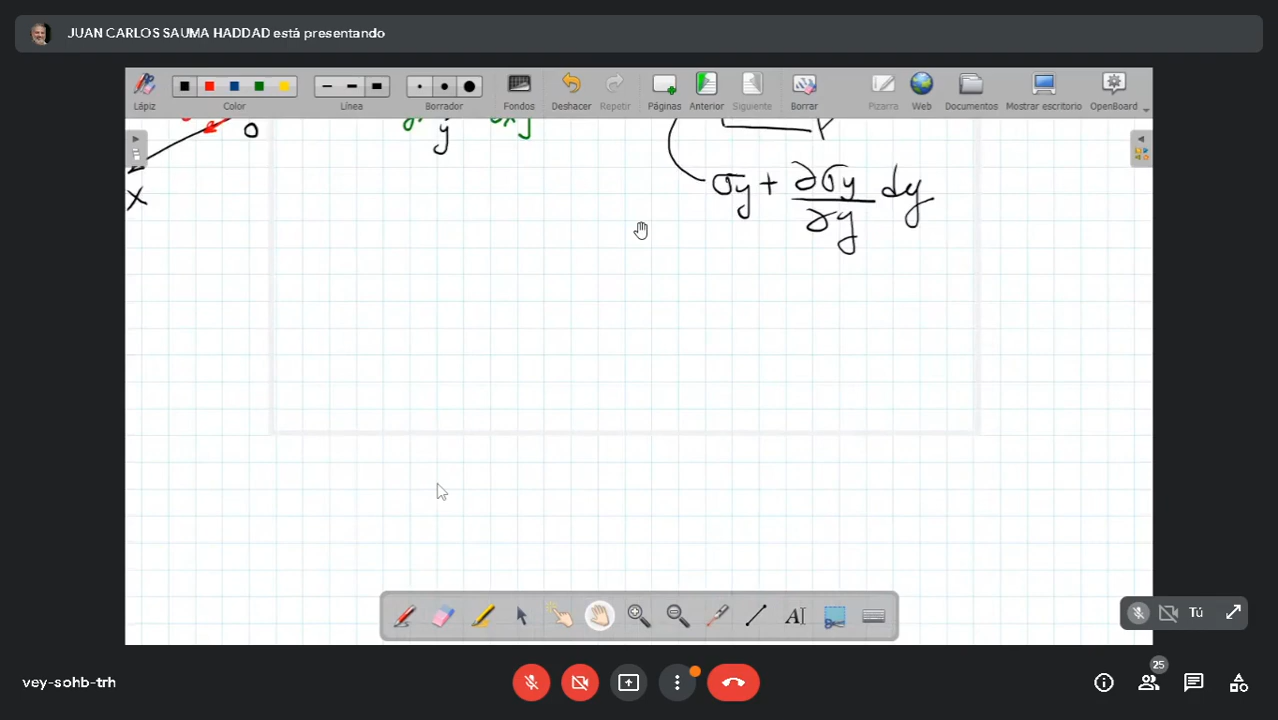 JUAN CARLOS SAUMA HADDAD está presentando
Lápiz
Color
Línea
Borrador
Fondos
Deshacer
Repetir
Páginas
Anterior
Siguiente
Borrar
Pizarra
Web
Documentos
Mostrar escritorio
OpenBoard
O
X
y
σy + ∂σy/∂y dy
Tú
vey-sohb-trh
25